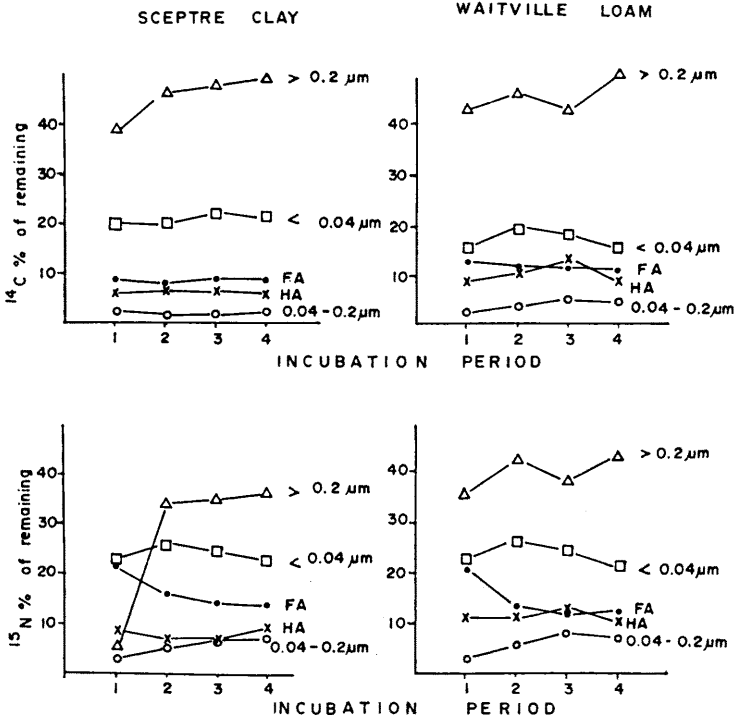 SCEPTRE CLAY
WAITVILLE LOAM
14C % of remaining
40
30
20
10
> 0.2 µm
< 0.04 µm
FA
HA
0.04 - 0.2 µm
1 2 3 4
40
30
20
10
> 0.2 µm
< 0.04 µm
FA
HA
0.04 - 0.2 µm
1 2 3 4
INCUBATION PERIOD
15N % of remaining
40
30
20
10
> 0.2 µm
< 0.04 µm
FA
HA
0.04 - 0.2 µm
1 2 3 4
40
30
20
10
> 0.2 µm
< 0.04 µm
FA
HA
0.04 - 0.2 µm
1 2 3 4
INCUBATION PERIOD